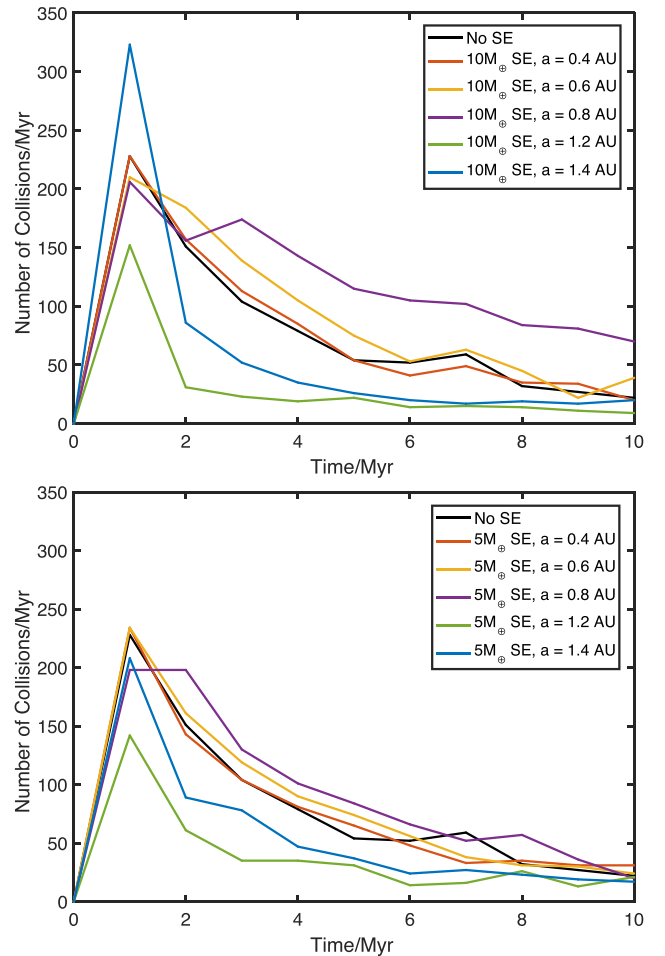 350
300
250
200
150
100
50
0
Number of Collisions/Myr
No SE
10M⊕ SE, a = 0.4 AU
10M⊕ SE, a = 0.6 AU
10M⊕ SE, a = 0.8 AU
10M⊕ SE, a = 1.2 AU
10M⊕ SE, a = 1.4 AU
0 2 4 6 8 10
Time/Myr
350
300
250
200
150
100
50
0
Number of Collisions/Myr
No SE
5M⊕ SE, a = 0.4 AU
5M⊕ SE, a = 0.6 AU
5M⊕ SE, a = 0.8 AU
5M⊕ SE, a = 1.2 AU
5M⊕ SE, a = 1.4 AU
0 2 4 6 8 10
Time/Myr